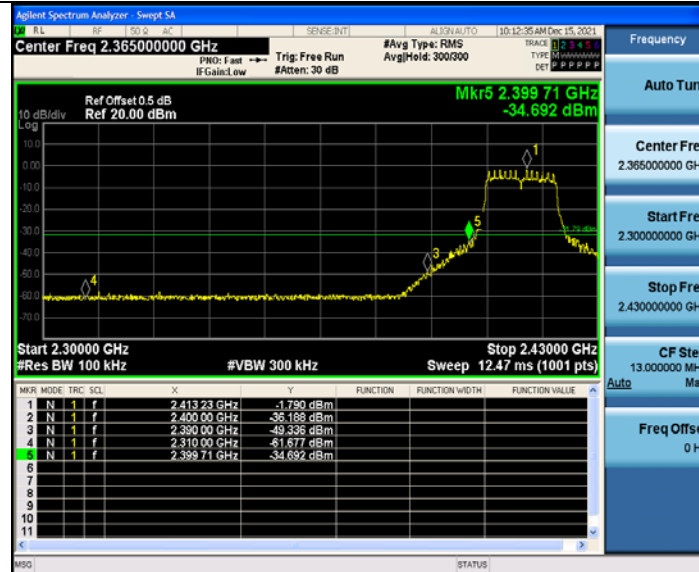 Agilent Spectrum Analyzer - Swept SA
RL RF 50 Ω AC SENSE:INT ALIGN AUTO 10:12:35 AM Dec 15, 2021
Center Freq 2.365000000 GHz
PNO: Fast
IFGain:Low
Trig: Free Run
#Atten: 30 dB
#Avg Type: RMS
Avg|Hold: 300/300
TRACE 1 2 3 4 5 6
TYPE
DET P P P P P P
Ref Offset 0.5 dB
Ref 20.00 dBm
10 dB/div
Log
Mkr5 2.399 71 GHz
-34.692 dBm
10.0
0.00
-10.0
-20.0
-30.0
-40.0
-50.0
-60.0
-70.0
1
5
3
4
Start 2.30000 GHz
Stop 2.43000 GHz
#Res BW 100 kHz
#VBW 300 kHz
Sweep 12.47 ms (1001 pts)
MKR MODE TRC SCL X Y FUNCTION FUNCTION WIDTH FUNCTION VALUE
1 N 1 f 2.413 23 GHz -1.790 dBm
2 N 1 f 2.400 00 GHz -35.188 dBm
3 N 1 f 2.390 00 GHz -49.336 dBm
4 N 1 f 2.310 00 GHz -61.677 dBm
5 N 1 f 2.399 71 GHz -34.692 dBm
6
7
8
9
10
11
MSG
STATUS
Frequency
Auto Tun
Center Fre
2.365000000 GH
Start Fre
2.300000000 GH
Stop Fre
2.430000000 GH
CF Ste
13.000000 MH
Auto Ma
Freq Offse
0 H